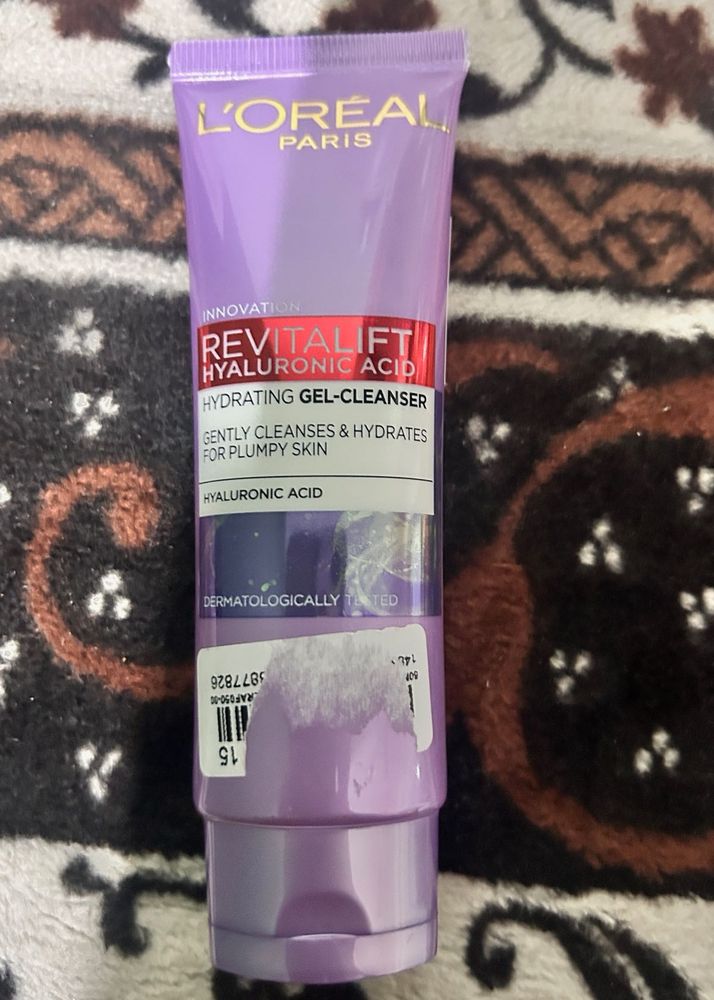 L'ORÉAL
PARIS
INNOVATION
REVITALIFT
HYALURONIC ACID
HYDRATING GEL-CLEANSER
GENTLY CLEANSES & HYDRATES
FOR PLUMPY SKIN
HYALURONIC ACID
DERMATOLOGICALLY TESTED
15